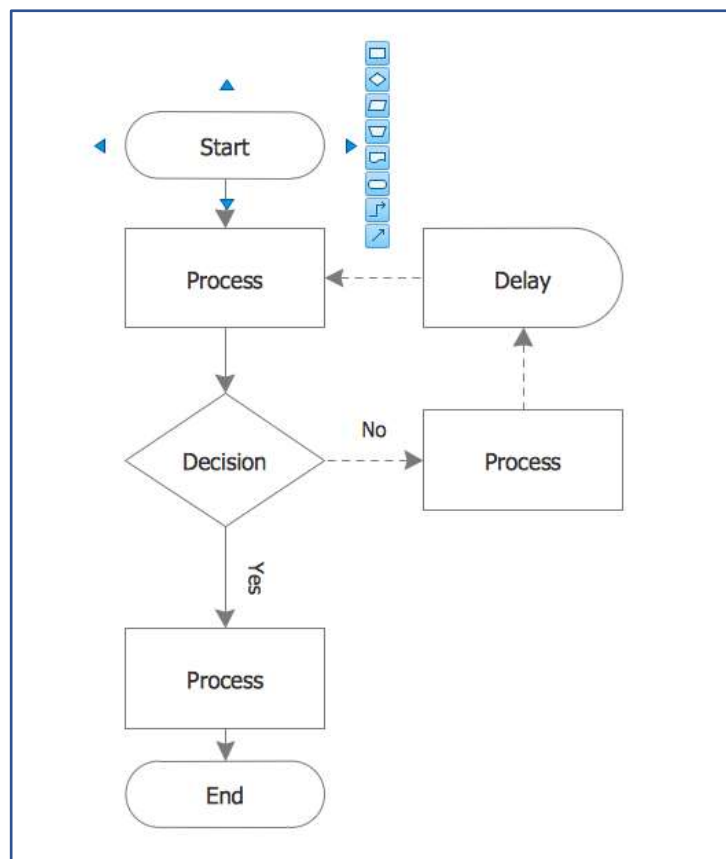 Start
Process
Delay
Decision
No
Process
Yes
Process
End